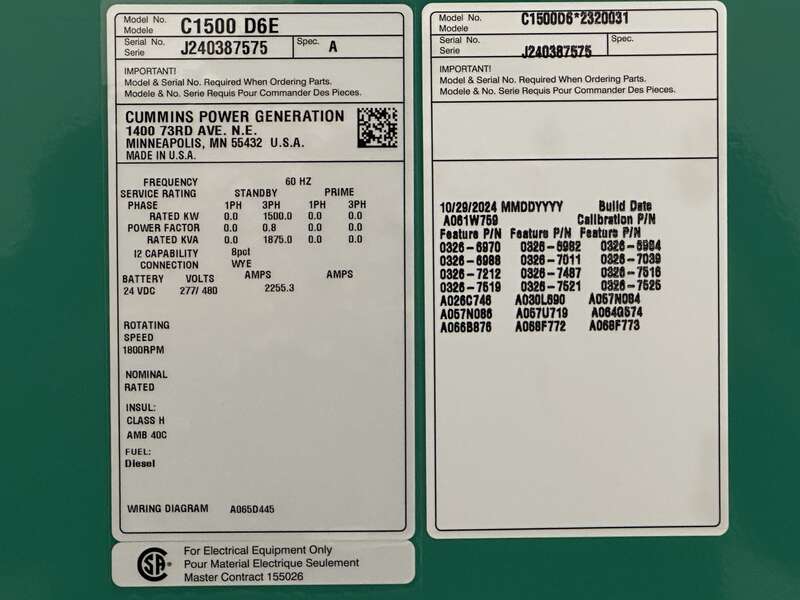 Model No.
Modele
C1500 D6E
Serial No.
Serie
J240387575
Spec. A
IMPORTANT!
Model & Serial No. Required When Ordering Parts.
Modele & No. Serie Requis Pour Commander Des Pieces.
CUMMINS POWER GENERATION
1400 73RD AVE. N.E.
MINNEAPOLIS, MN 55432 U.S.A.
MADE IN U.S.A.
FREQUENCY 60 HZ
SERVICE RATING STANDBY PRIME
PHASE 1PH 3PH 1PH 3PH
RATED KW 0.0 1500.0 0.0 0.0
POWER FACTOR 0.0 0.8 0.0 0.0
RATED KVA 0.0 1875.0 0.0 0.0
I2 CAPABILITY 8pct
CONNECTION WYE
BATTERY VOLTS AMPS AMPS
24 VDC 277/ 480 2255.3
ROTATING
SPEED
1800RPM
NOMINAL
RATED
INSUL:
CLASS H
AMB 40C
FUEL:
Diesel
WIRING DIAGRAM A065D445
For Electrical Equipment Only
Pour Material Electrique Seulement
Master Contract 155026
Model No.
Modele
C1500D6*2320031
Serial No.
Serie
J240387575
Spec.
IMPORTANT!
Model & Serial No. Required When Ordering Parts.
Modele & No. Serie Requis Pour Commander Des Pieces.
10/29/2024 MMDDYYYY Build Date
A061W759 Calibration P/N
Feature P/N Feature P/N Feature P/N
0326-6970 0326-6982 0326-6984
0326-6988 0326-7011 0326-7039
0326-7212 0326-7487 0326-7516
0326-7519 0326-7521 0326-7525
A026C746 A030L690 A057N084
A057N086 A057U719
A066B876 A068F772 A068F773